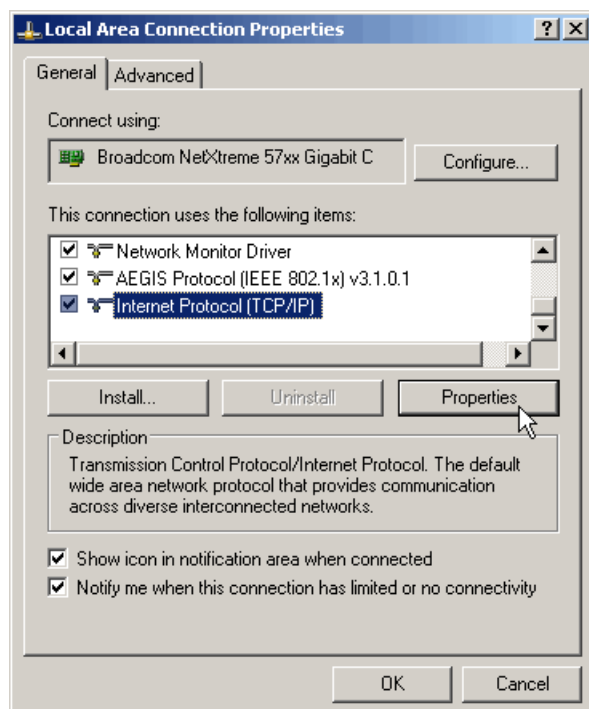 Local Area Connection Properties
General Advanced
Connect using:
Broadcom NetXtreme 57xx Gigabit C Configure...
This connection uses the following items:
Network Monitor Driver
AEGIS Protocol (IEEE 802.1x) v3.1.0.1
Internet Protocol (TCP/IP)
Install... Uninstall Properties
Description
Transmission Control Protocol/Internet Protocol. The default
wide area network protocol that provides communication
across diverse interconnected networks.
Show icon in notification area when connected
Notify me when this connection has limited or no connectivity
OK Cancel